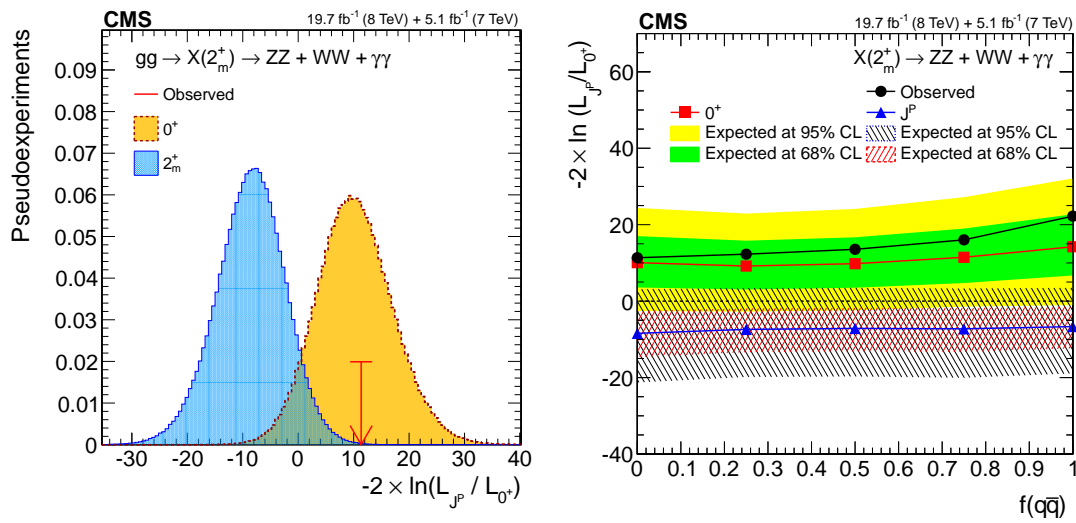 CMS 19.7 fb⁻¹ (8 TeV) + 5.1 fb⁻¹ (7 TeV)
gg → X(2⁺ₘ) → ZZ + WW + γγ
Observed
0⁺
2⁺ₘ
Pseudoexperiments
0.09
0.08
0.07
0.06
0.05
0.04
0.03
0.02
0.01
0
-30 -20 -10 0 10 20 30 40
-2 × ln(L_{J^P} / L_{0⁺})
CMS 19.7 fb⁻¹ (8 TeV) + 5.1 fb⁻¹ (7 TeV)
X(2⁺ₘ) → ZZ + WW + γγ
Observed
0⁺ J^P
Expected at 95% CL Expected at 95% CL
Expected at 68% CL Expected at 68% CL
-2 × ln (L_{J^P}/L_{0⁺})
60
40
20
0
-20
-40
0 0.1 0.2 0.3 0.4 0.5 0.6 0.7 0.8 0.9 1
f(qq̅)